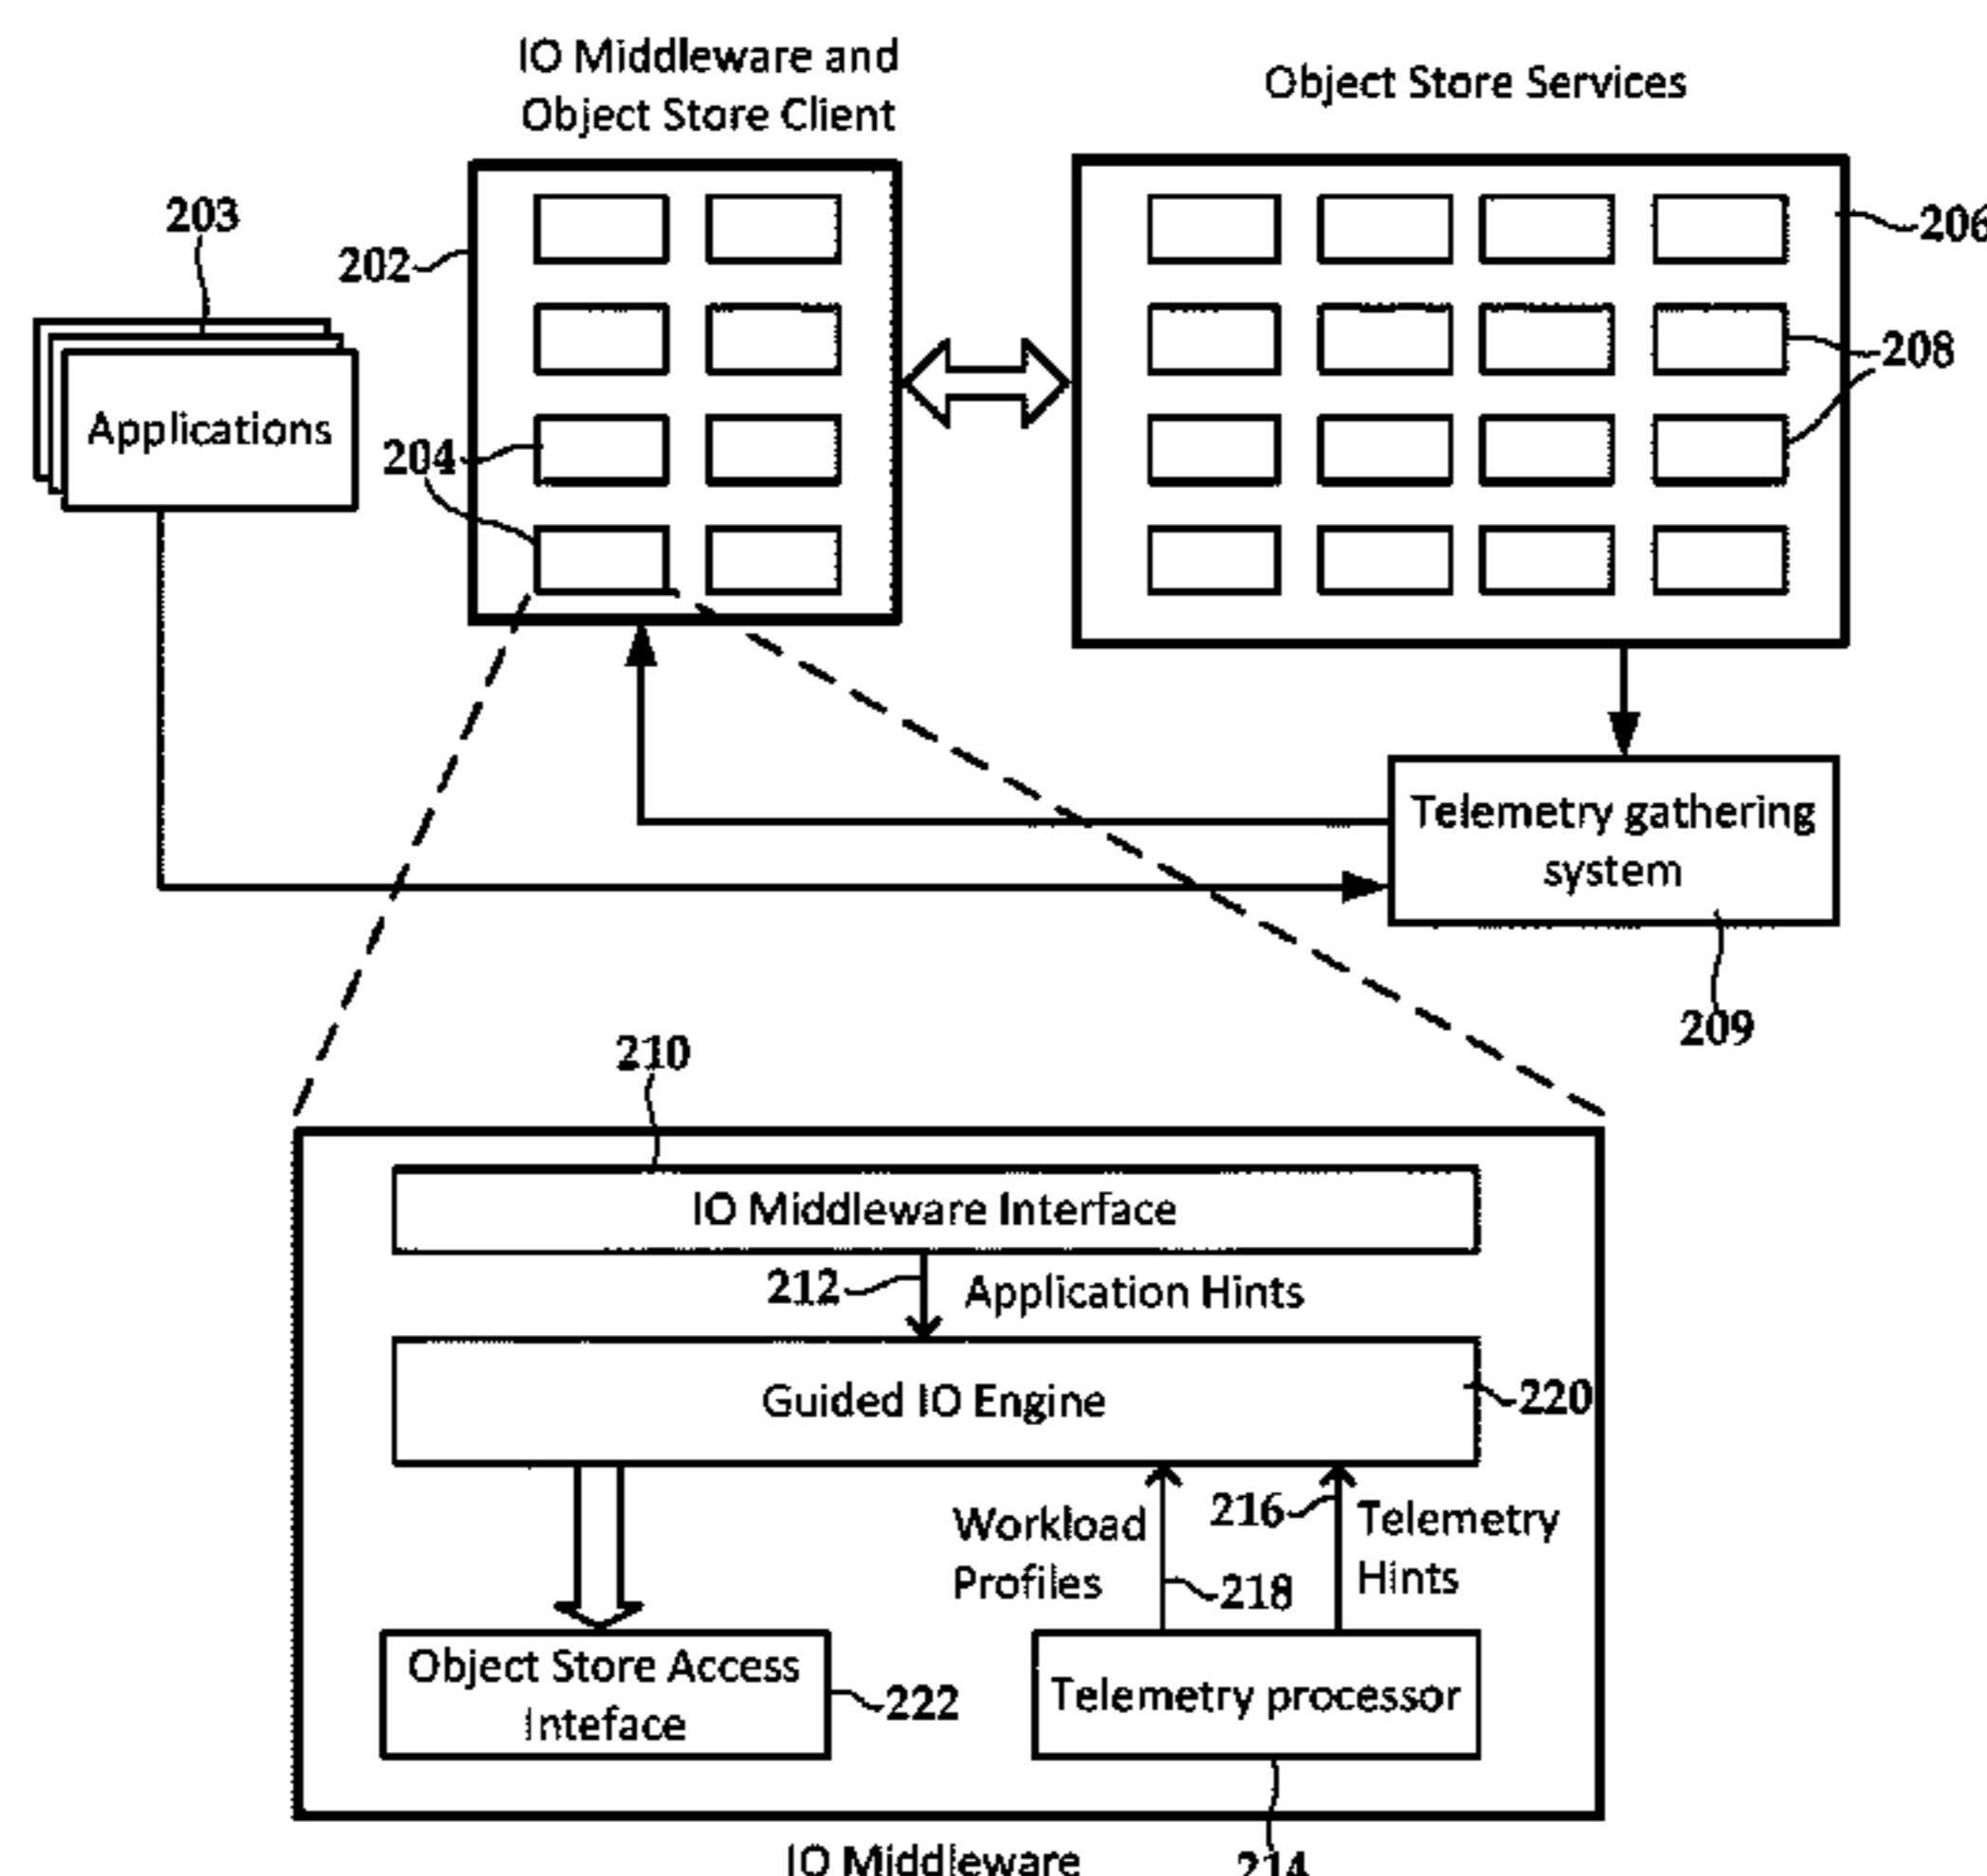 IO Middleware and
Object Store Client
Object Store Services
203
202
206
208
Applications
204
Telemetry gathering
system
209
210
IO Middleware Interface
212
Application Hints
Guided IO Engine
220
Workload
Profiles
216
Telemetry
Hints
218
Object Store Access
Inteface
222
Telemetry processor
IO Middleware
214